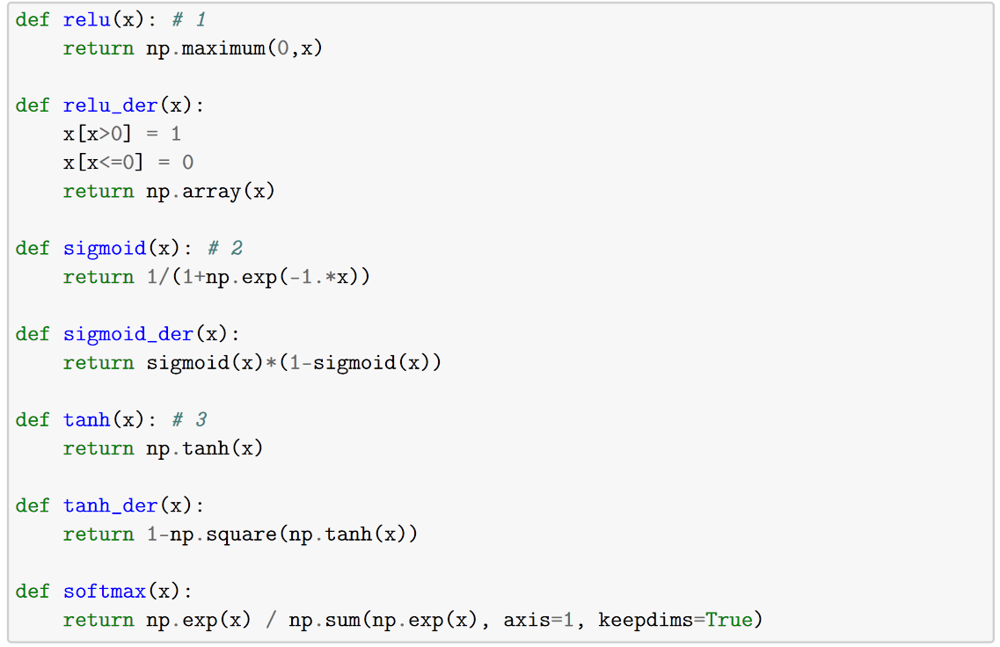 def relu(x): # 1
    return np.maximum(0,x)

def relu_der(x):
    x[x>0] = 1
    x[x<=0] = 0
    return np.array(x)

def sigmoid(x): # 2
    return 1/(1+np.exp(-1.*x))

def sigmoid_der(x):
    return sigmoid(x)*(1-sigmoid(x))

def tanh(x): # 3
    return np.tanh(x)

def tanh_der(x):
    return 1-np.square(np.tanh(x))

def softmax(x):
    return np.exp(x) / np.sum(np.exp(x), axis=1, keepdims=True)